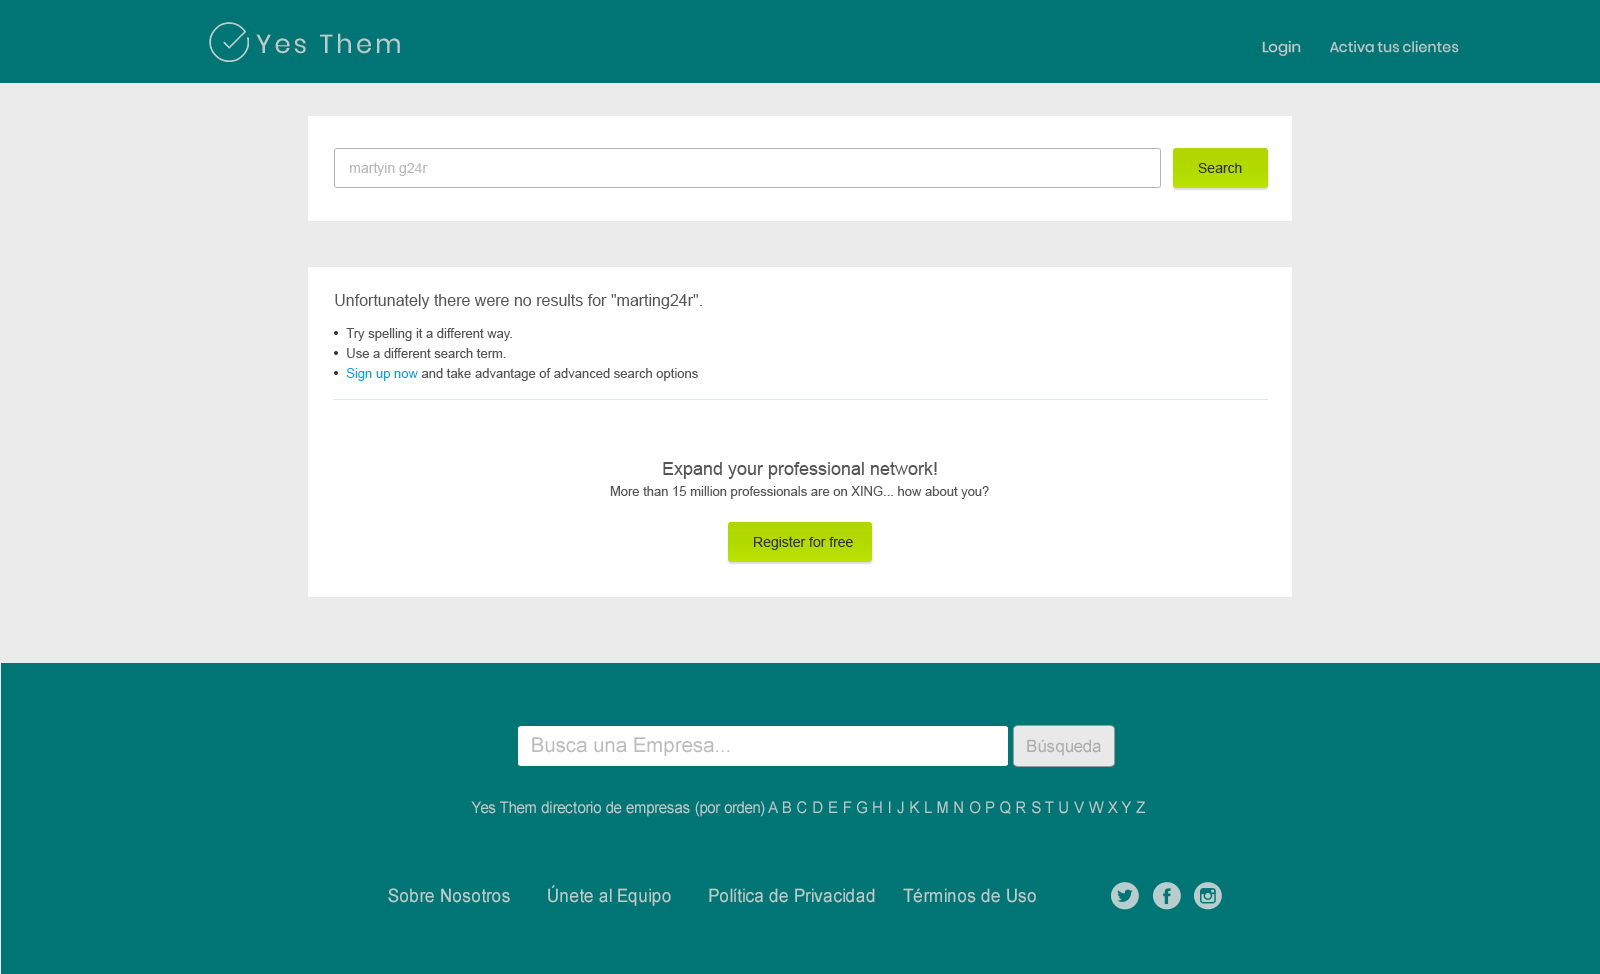 Yes Them
Login
Activa tus clientes
martyin g24r
Search
Unfortunately there were no results for "marting24r".
• Try spelling it a different way.
• Use a different search term.
• Sign up now and take advantage of advanced search options
Expand your professional network!
More than 15 million professionals are on XING... how about you?
Register for free
Busca una Empresa...
Búsqueda
Yes Them directorio de empresas (por orden) A B C D E F G H I J K L M N O P Q R S T U V W X Y Z
Sobre Nosotros
Únete al Equipo
Política de Privacidad
Términos de Uso